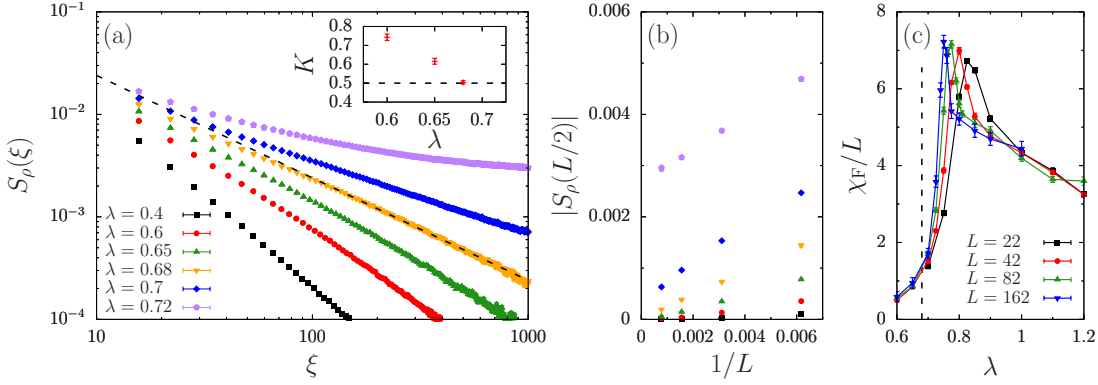 (a)
S_ρ(ξ)
10^-1
10^-2
10^-3
10^-4
10
100
1000
ξ
λ = 0.4
λ = 0.6
λ = 0.65
λ = 0.68
λ = 0.7
λ = 0.72
K
0.8
0.7
0.6
0.5
0.4
0.6
0.65
0.7
λ
(b)
|S_ρ(L/2)|
0.006
0.004
0.002
0
0
0.002
0.004
0.006
1/L
(c)
χ_F/L
8
6
4
2
0
0.6
0.8
1.0
1.2
λ
L = 22
L = 42
L = 82
L = 162